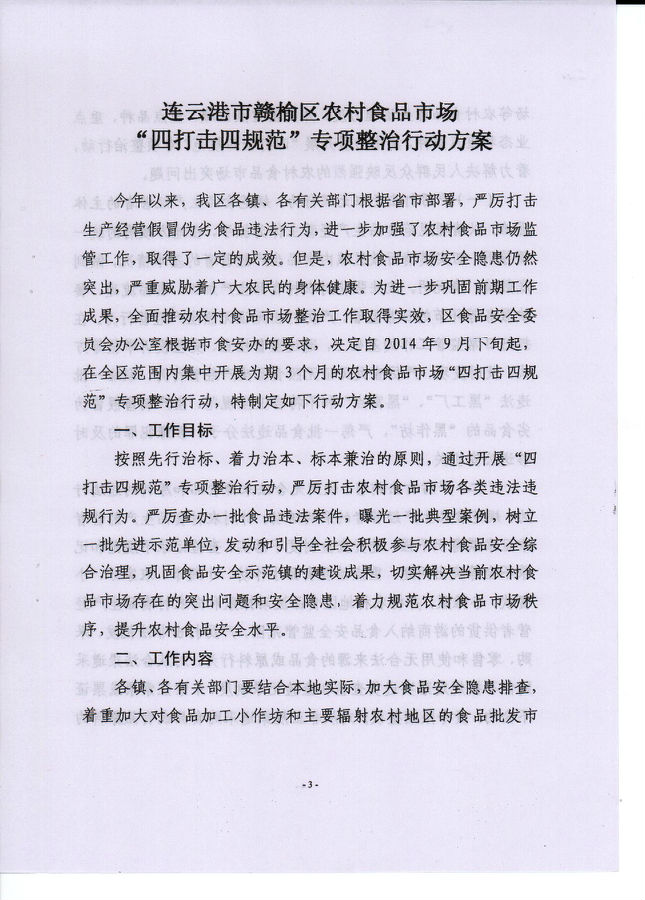 连云港市赣榆区农村食品市场
“四打击四规范”专项整治行动方案
今年以来，我区各镇、各有关部门根据省市部署，严厉打击
生产经营假冒伪劣食品违法行为，进一步加强了农村食品市场监
管工作，取得了一定的成效。但是，农村食品市场安全隐患仍然
突出，严重威胁着广大农民的身体健康。为进一步巩固前期工作
成果，全面推动农村食品市场整治工作取得实效，区食品安全委
员会办公室根据市食安办的要求，决定自 2014 年 9 月下旬起，
在全区范围内集中开展为期 3 个月的农村食品市场“四打击四规
范”专项整治行动，特制定如下行动方案。
一、工作目标
按照先行治标、着力治本、标本兼治的原则，通过开展“四
打击四规范”专项整治行动，严厉打击农村食品市场各类违法违
规行为。严厉查办一批食品违法案件，曝光一批典型案例，树立
一批先进示范单位，发动和引导全社会积极参与农村食品安全综
合治理，巩固食品安全示范镇的建设成果，切实解决当前农村食
品市场存在的突出问题和安全隐患，着力规范农村食品市场秩
序，提升农村食品安全水平。
二、工作内容
各镇、各有关部门要结合本地实际，加大食品安全隐患排查，
着重加大对食品加工小作坊和主要辐射农村地区的食品批发市
- 3 -